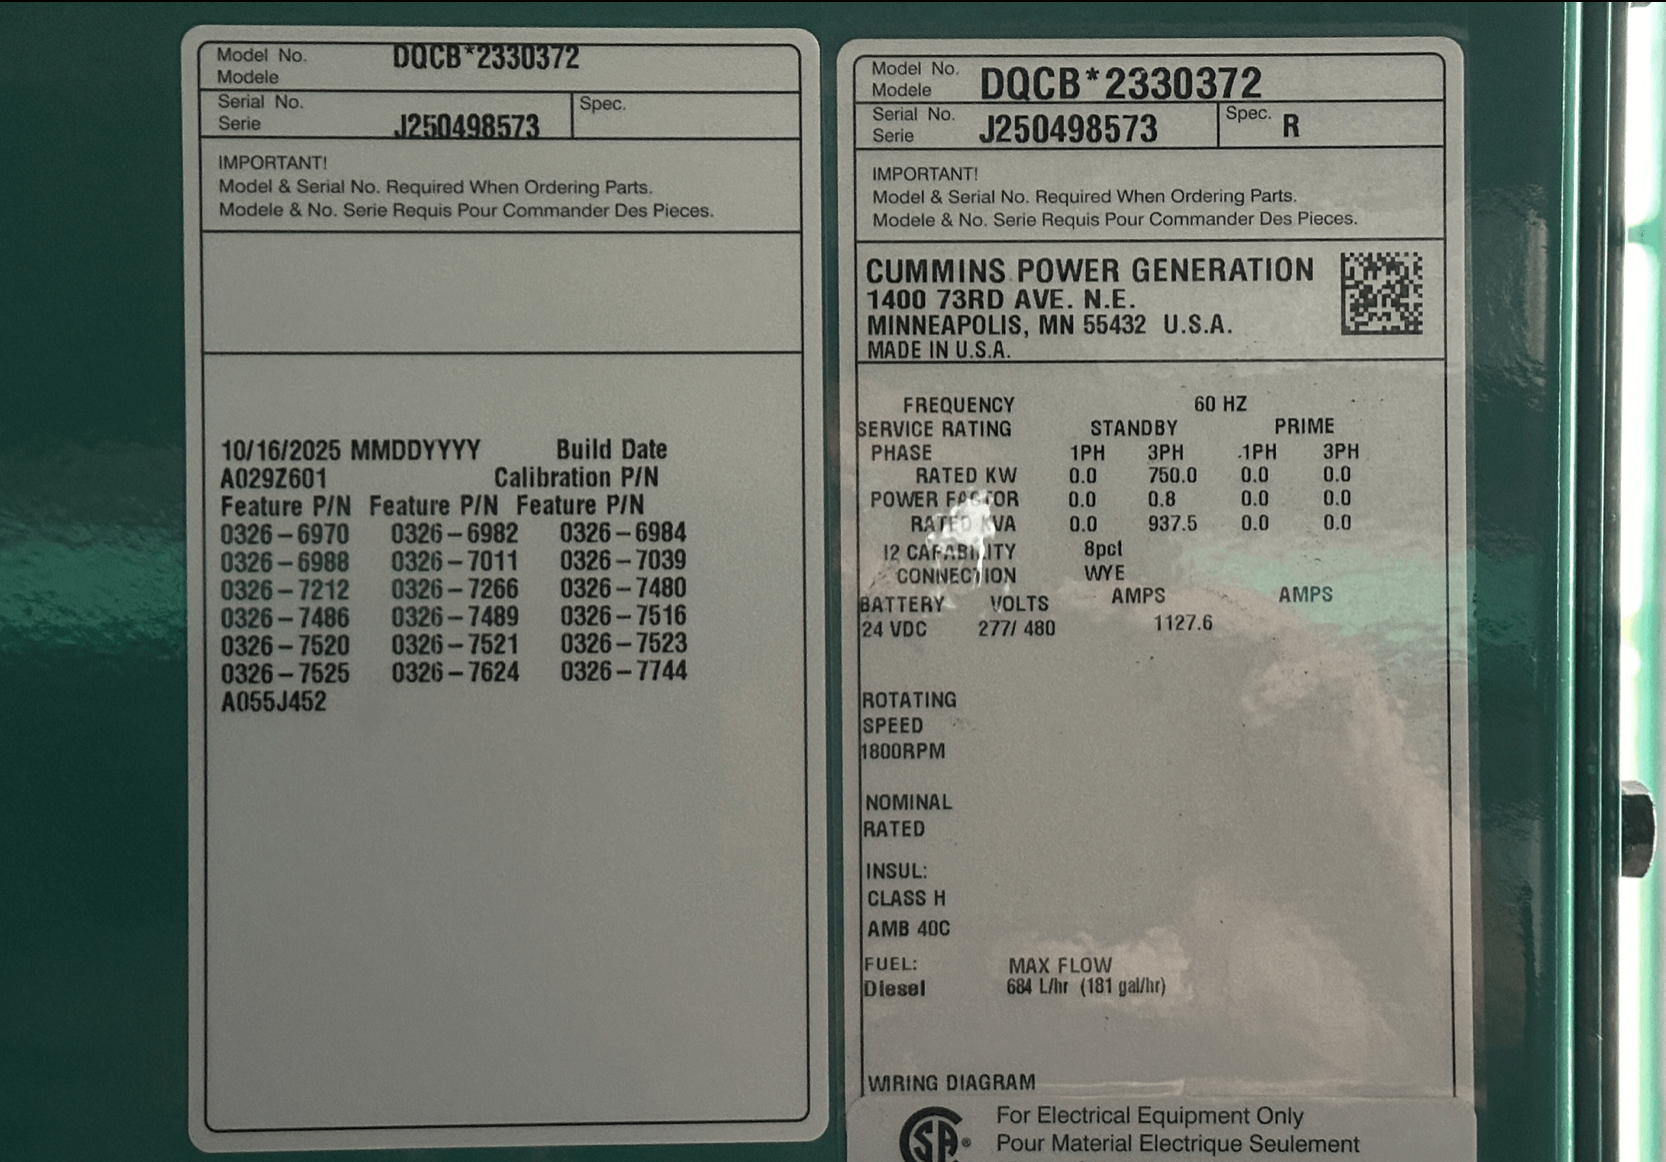 Model No. DQCB*2330372
Modele
Serial No. Spec.
Serie J250498573
IMPORTANT!
Model & Serial No. Required When Ordering Parts.
Modele & No. Serie Requis Pour Commander Des Pieces.
10/16/2025 MMDDYYYY Build Date
A029Z601 Calibration P/N
Feature P/N Feature P/N Feature P/N
0326-6970 0326-6982 0326-6984
0326-6988 0326-7011 0326-7039
0326-7212 0326-7266 0326-7480
0326-7486 0326-7489 0326-7516
0326-7520 0326-7521 0326-7523
0326-7525 0326-7624 0326-7744
A055J452
Model No. DQCB*2330372
Modele
Serial No. J250498573 Spec. R
Serie
IMPORTANT!
Model & Serial No. Required When Ordering Parts.
Modele & No. Serie Requis Pour Commander Des Pieces.
CUMMINS POWER GENERATION
1400 73RD AVE. N.E.
MINNEAPOLIS, MN 55432 U.S.A.
MADE IN U.S.A.
FREQUENCY 60 HZ
SERVICE RATING STANDBY PRIME
PHASE 1PH 3PH 1PH 3PH
RATED KW 0.0 750.0 0.0 0.0
POWER FACTOR 0.0 0.8 0.0 0.0
RATED KVA 0.0 937.5 0.0 0.0
I2 CAPABILITY 8pct
CONNECTION WYE
BATTERY VOLTS AMPS AMPS
24 VDC 277/ 480 1127.6
ROTATING
SPEED
1800RPM
NOMINAL
RATED
INSUL:
CLASS H
AMB 40C
FUEL: MAX FLOW
Diesel 684 L/hr (181 gal/hr)
WIRING DIAGRAM
SA® For Electrical Equipment Only
Pour Material Electrique Seulement